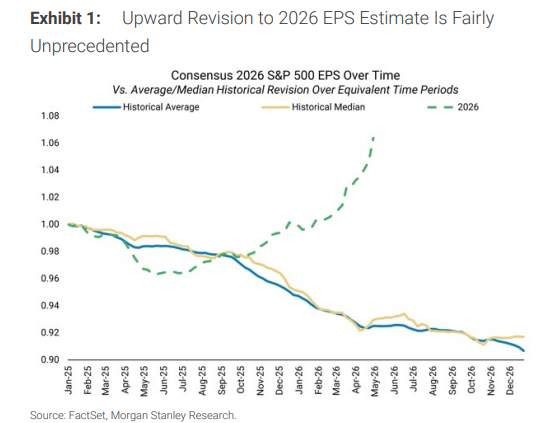 Exhibit 1: Upward Revision to 2026 EPS Estimate Is Fairly
Unprecedented
Consensus 2026 S&P 500 EPS Over Time
Vs. Average/Median Historical Revision Over Equivalent Time Periods
Historical Average Historical Median 2026
1.08
1.06
1.04
1.02
1.00
0.98
0.96
0.94
0.92
0.90
Jan-25 Feb-25 Mar-25 Apr-25 May-25 Jun-25 Jul-25 Aug-25 Sep-25 Oct-25 Nov-25 Dec-25 Jan-26 Feb-26 Mar-26 Apr-26 May-26 Jun-26 Jul-26 Aug-26 Sep-26 Oct-26 Nov-26 Dec-26
Source: FactSet, Morgan Stanley Research.